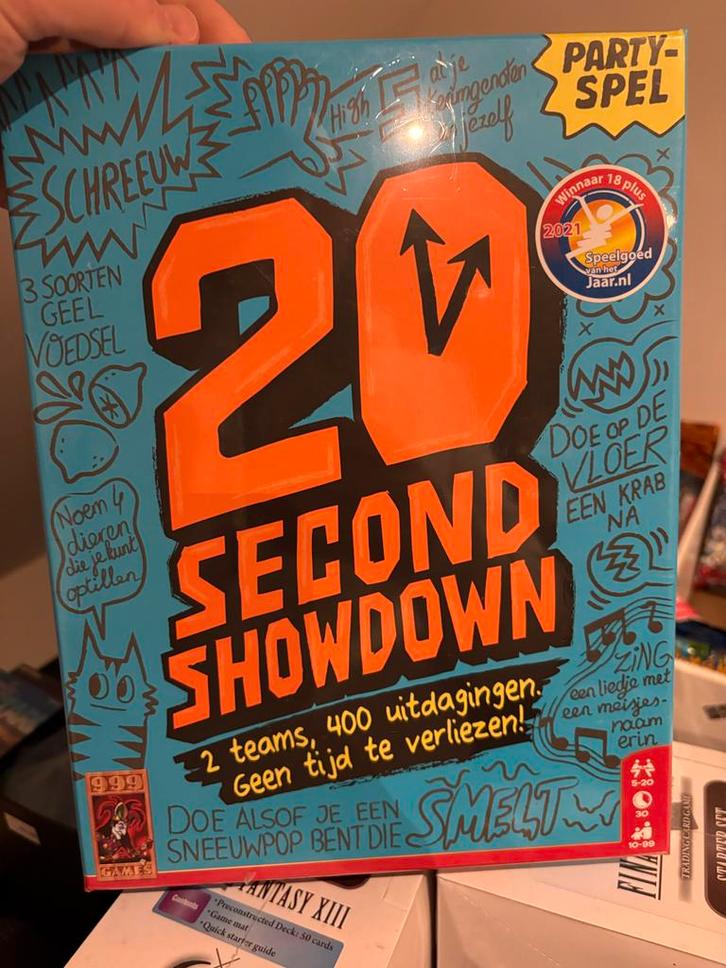 PARTY-
SPEL
SCHREEUW
High 5
al je
teamgenoten
en jezelf
Winnaar 18 plus
2021
Speelgoed
van het
Jaar.nl
20
SECOND
SHOWDOWN
3 SOORTEN
GEEL
VOEDSEL
DOE OP DE
VLOER
EEN KRAB
NA
Noem 4
dieren
die je kunt
optillen
ZING
een liedje met
een meisjes-
naam
erin
2 teams, 400 uitdagingen.
Geen tijd te verliezen!
999
GAMES
DOE ALSOF JE EEN
SNEEUWPOP BENT DIE
SMELT
5-20
30
10-99
FANTASY XIII
Contents
• Preconstructed Deck: 50 cards
• Game mat
• Quick starter guide
TRADING CARD GAME